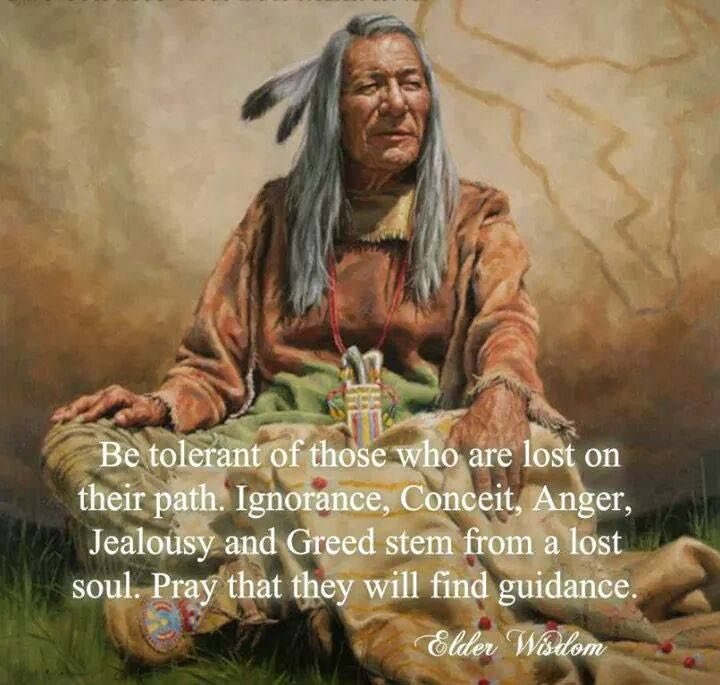 Be tolerant of those who are lost on
their path. Ignorance, Conceit, Anger,
Jealousy and Greed stem from a lost
soul. Pray that they will find guidance.
Elder Wisdom